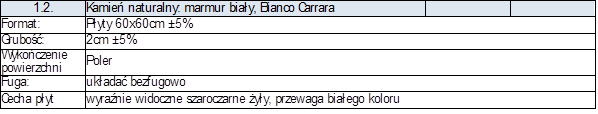 1.2. Kamień naturalny: marmur biały, Bianco Carrara
Format: Płyty 60x60cm ±5%
Grubość: 2cm ±5%
Wykończenie powierzchni Poler
Fuga: układać bezfugowo
Cecha płyt wyraźnie widoczne szaroczarne żyły, przewaga białego koloru